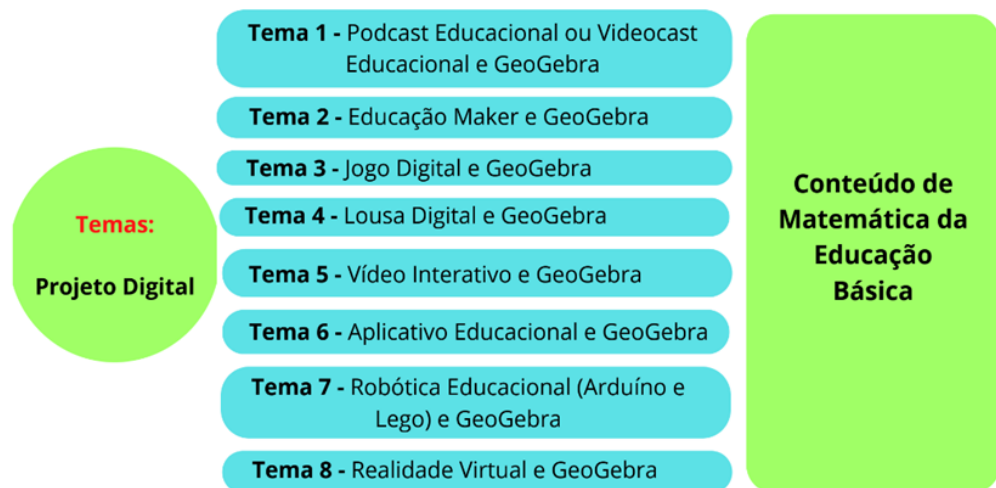 Temas:
Projeto Digital
Tema 1 - Podcast Educacional ou Videocast
Educacional e GeoGebra
Tema 2 - Educação Maker e GeoGebra
Tema 3 - Jogo Digital e GeoGebra
Tema 4 - Lousa Digital e GeoGebra
Tema 5 - Vídeo Interativo e GeoGebra
Tema 6 - Aplicativo Educacional e GeoGebra
Tema 7 - Robótica Educacional (Arduíno e
Lego) e GeoGebra
Tema 8 - Realidade Virtual e GeoGebra
Conteúdo de
Matemática da
Educação
Básica